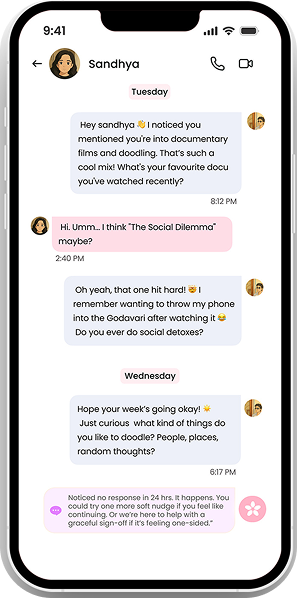 9:41
Sandhya
Tuesday
Hey sandhya 👋 I noticed you
mentioned you're into documentary
films and doodling. That's such a
cool mix! What's your favourite docu
you've watched recently?
8:12 PM
Hi. Umm... I think "The Social Dilemma"
maybe?
2:40 PM
Oh yeah, that one hit hard! 🤯 I
remember wanting to throw my phone
into the Godavari after watching it 😂
Do you ever do social detoxes?
Wednesday
Hope your week's going okay! 🌟
Just curious what kind of things do
you like to doodle? People, places,
random thoughts?
6:17 PM
Noticed no response in 24 hrs. It happens. You
could try one more soft nudge if you feel like
continuing. Or we're here to help with a
graceful sign-off if it's feeling one-sided."